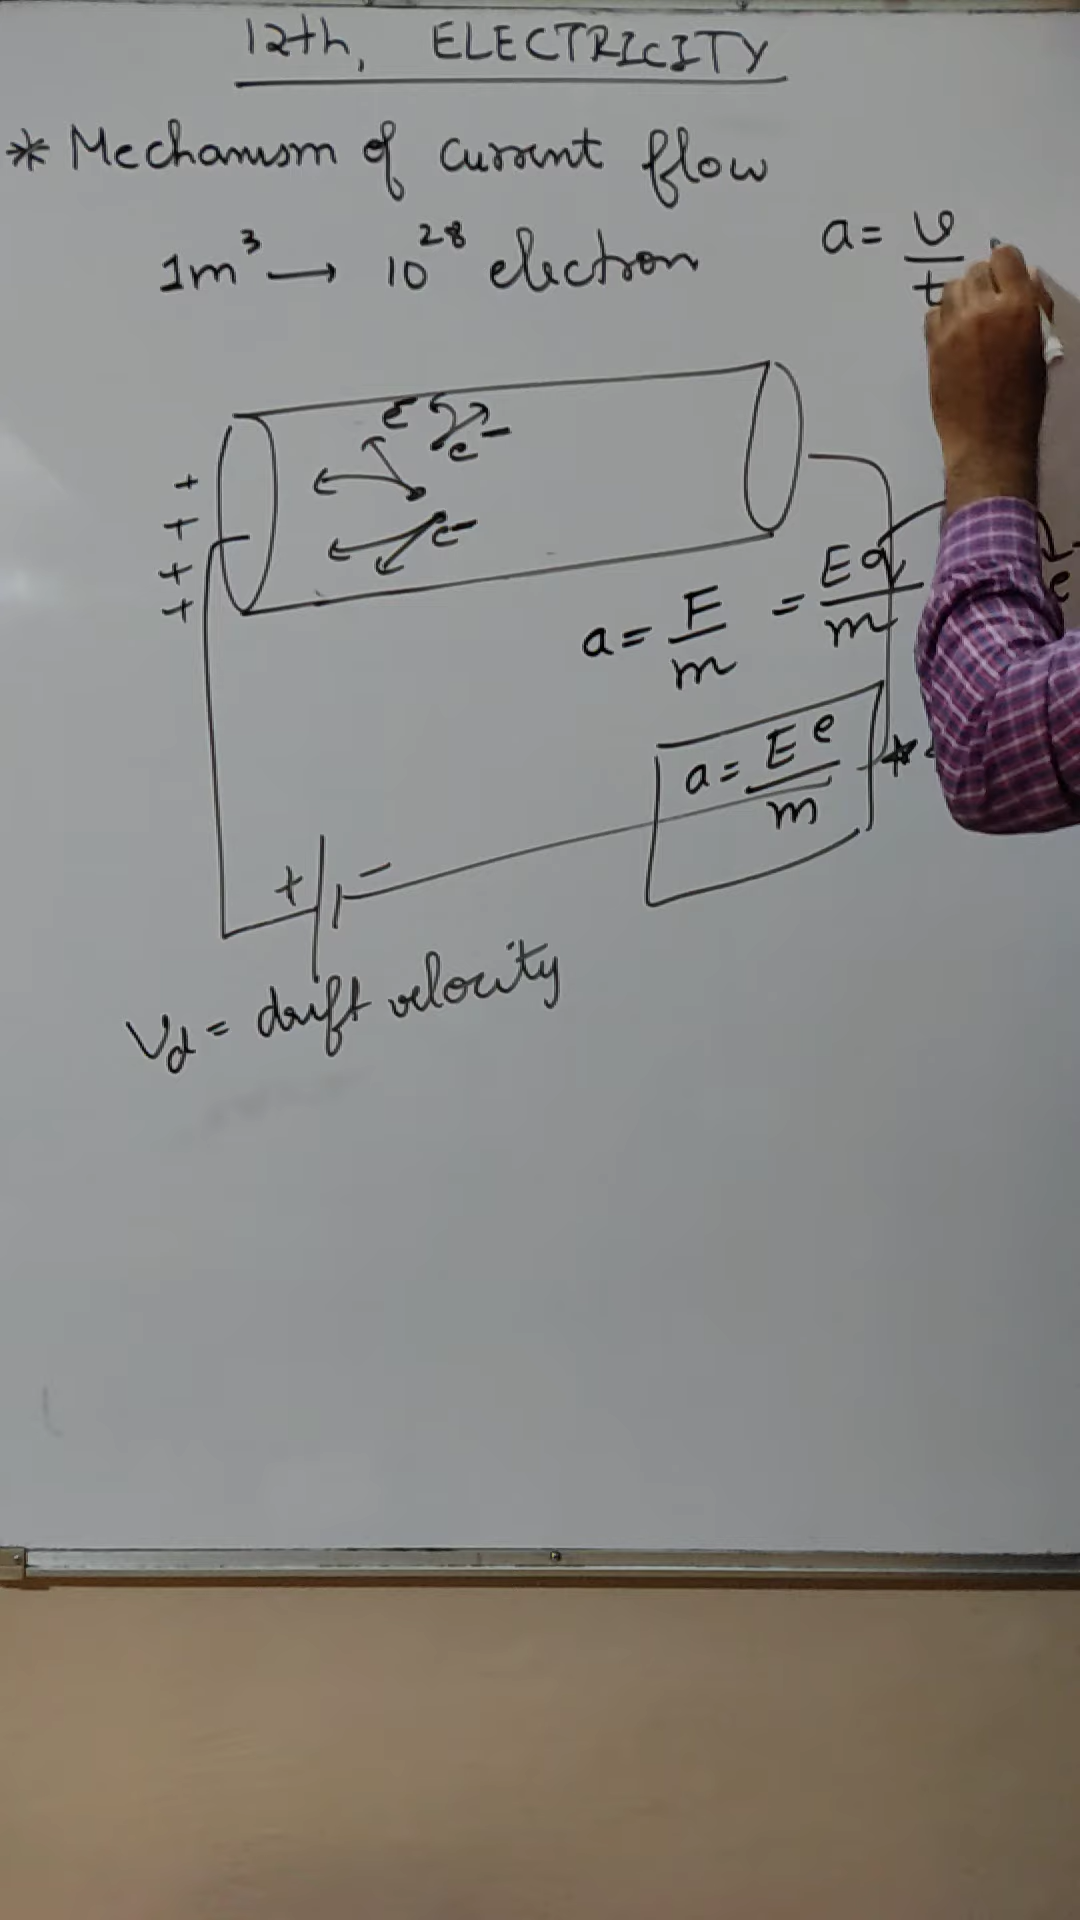 12th, ELECTRICITY
* Mechanism of current flow
1m³ → 10²⁸ electron
a = v/t
E e-
e-
+
+
+
+
a = F/m = Eq/m
e
a = Ee/m *
+ -
Vd = drift velocity